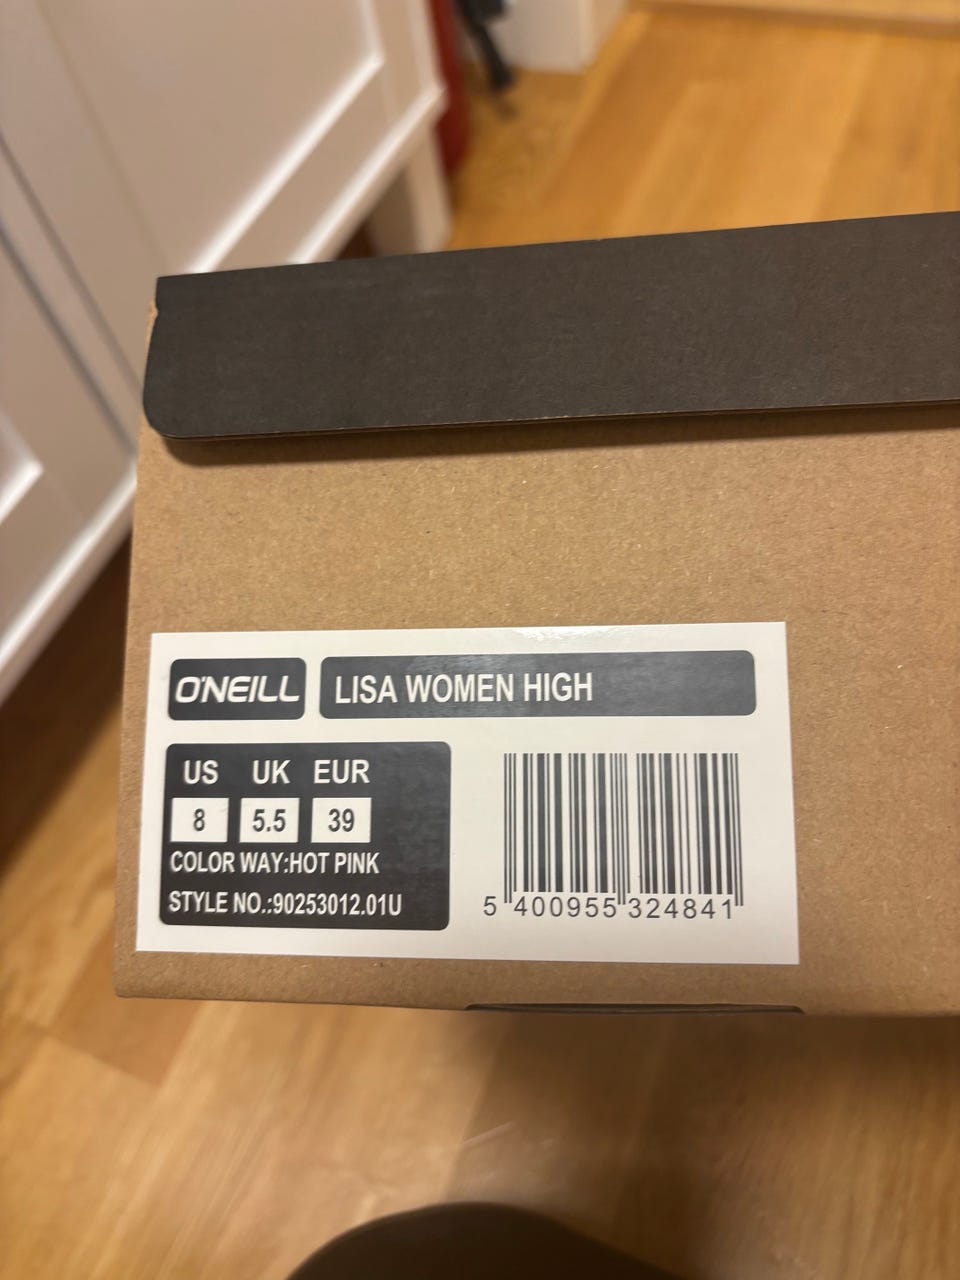 O'NEILL LISA WOMEN HIGH
US UK EUR
8 5.5 39
COLOR WAY:HOT PINK
STYLE NO.:90253012.01U
5 400955 324841